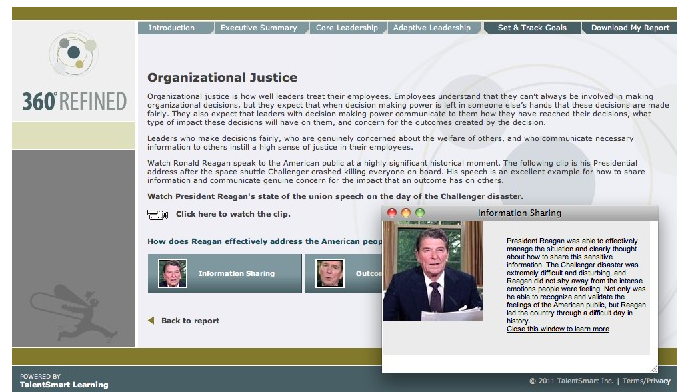 Introduction
Executive Summary
Core Leadership
Adaptive Leadership
Set & Track Goals
Download My Report
360°REFINED
Organizational Justice
Organizational justice is how well leaders treat their employees. Employees understand that they can't always be involved in making
organizational decisions, but they expect that when decision making power is left in someone else's hands that these decisions are made
fairly. They also expect that leaders with decision making power communicate to them how they have reached their decisions, what
type of impact these decisions will have on them, and concern for the outcomes created by the decision.
Leaders who make decisions fairly, who are genuinely concerned about the welfare of others, and who communicate necessary
information to others instill a high sense of justice in their employees.
Watch Ronald Reagan speak to the American public at a highly significant historical moment. The following clip is his Presidential
address after the space shuttle Challenger crashed killing everyone on board. His speech is an excellent example for how to share
information and communicate genuine concern for the impact that an outcome has on others.
Watch President Reagan's state of the union speech on the day of the Challenger disaster.
Click here to watch the clip.
How does Reagan effectively address the American peop
Information Sharing
Outco
Back to report
Information Sharing
President Reagan was able to effectively
manage the situation and clearly thought
about how to share this sensitive
information. The Challenger disaster was
extremely difficult and disturbing, and
Reagan did not shy away from the intense
emotions people were feeling. Not only was
he able to recognize and validate the
feelings of the American public, but Reagan
led the country through a difficult day in
history.
Close this window to learn more
POWERED BY
TalentSmart Learning
© 2011 TalentSmart Inc. | Terms/Privacy